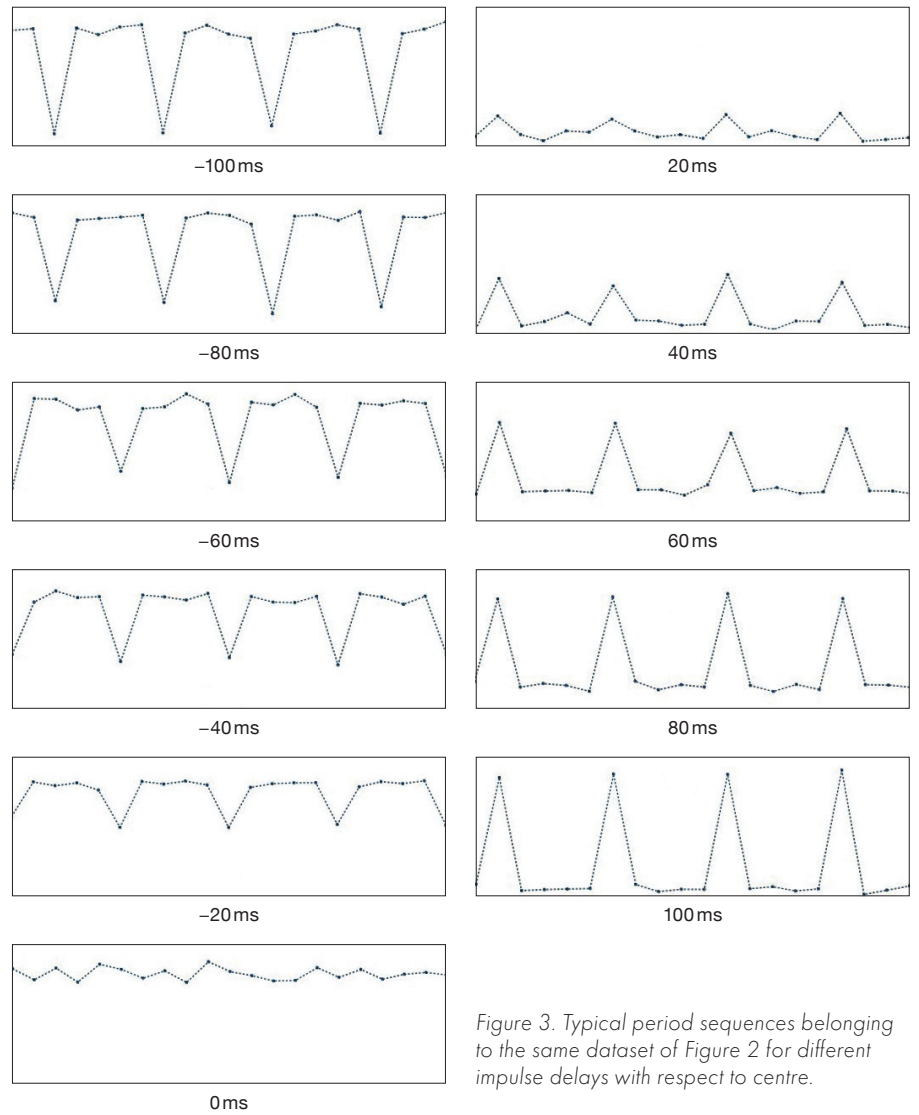 –100 ms
–80 ms
–60 ms
–40 ms
–20 ms
0 ms
20 ms
40 ms
60 ms
80 ms
100 ms
Figure 3. Typical period sequences belonging
to the same dataset of Figure 2 for different
impulse delays with respect to centre.